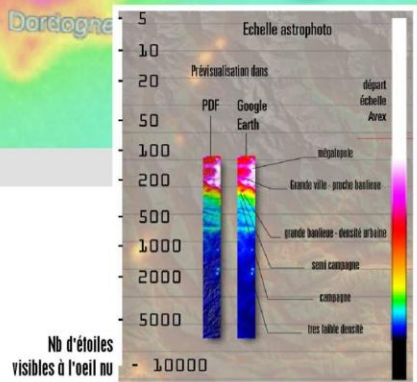 Dordogne
Echelle astrophoto
Prévisualisation dans
PDF
Google
Earth
départ
échelle
Avex
5
10
20
50
100
200
500
1000
2000
5000
- 10000
mégalopole
Grande ville - proche banlieue
grande banlieue - densité urbaine
semi campagne
campagne
tres faible densité
Nb d'étoiles
visibles à l'oeil nu